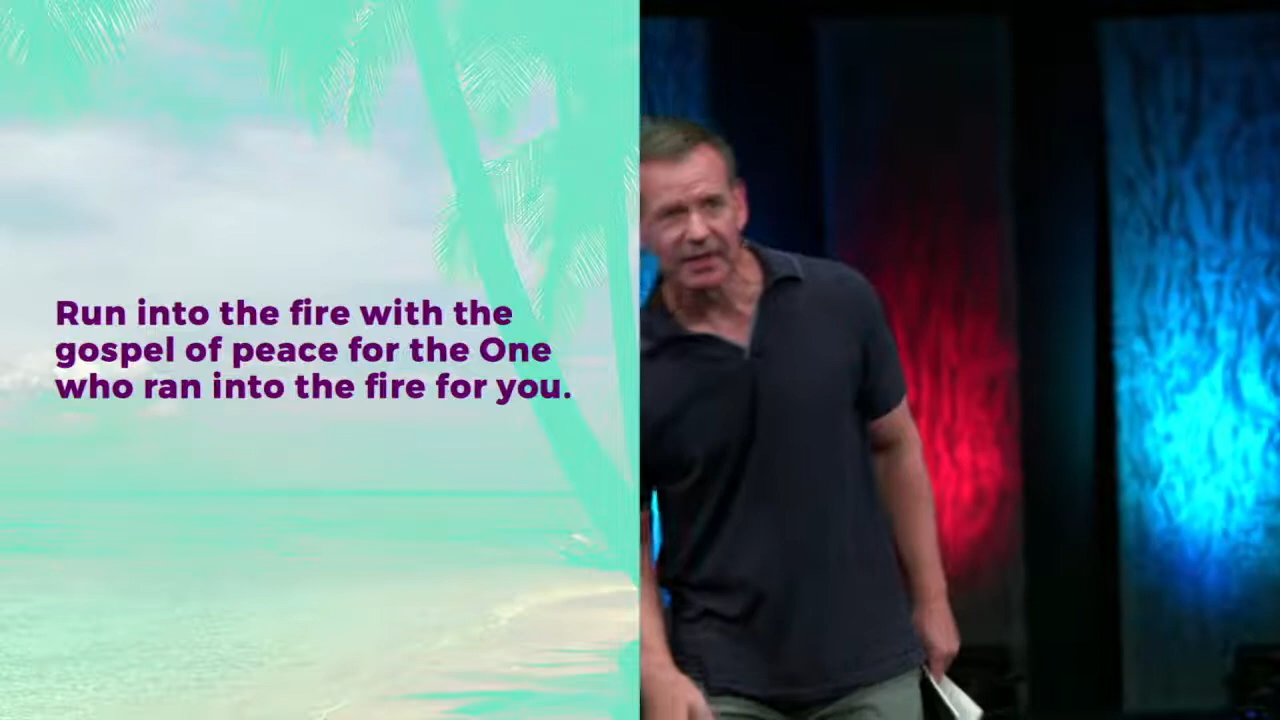 Run into the fire with the
gospel of peace for the One
who ran into the fire for you.